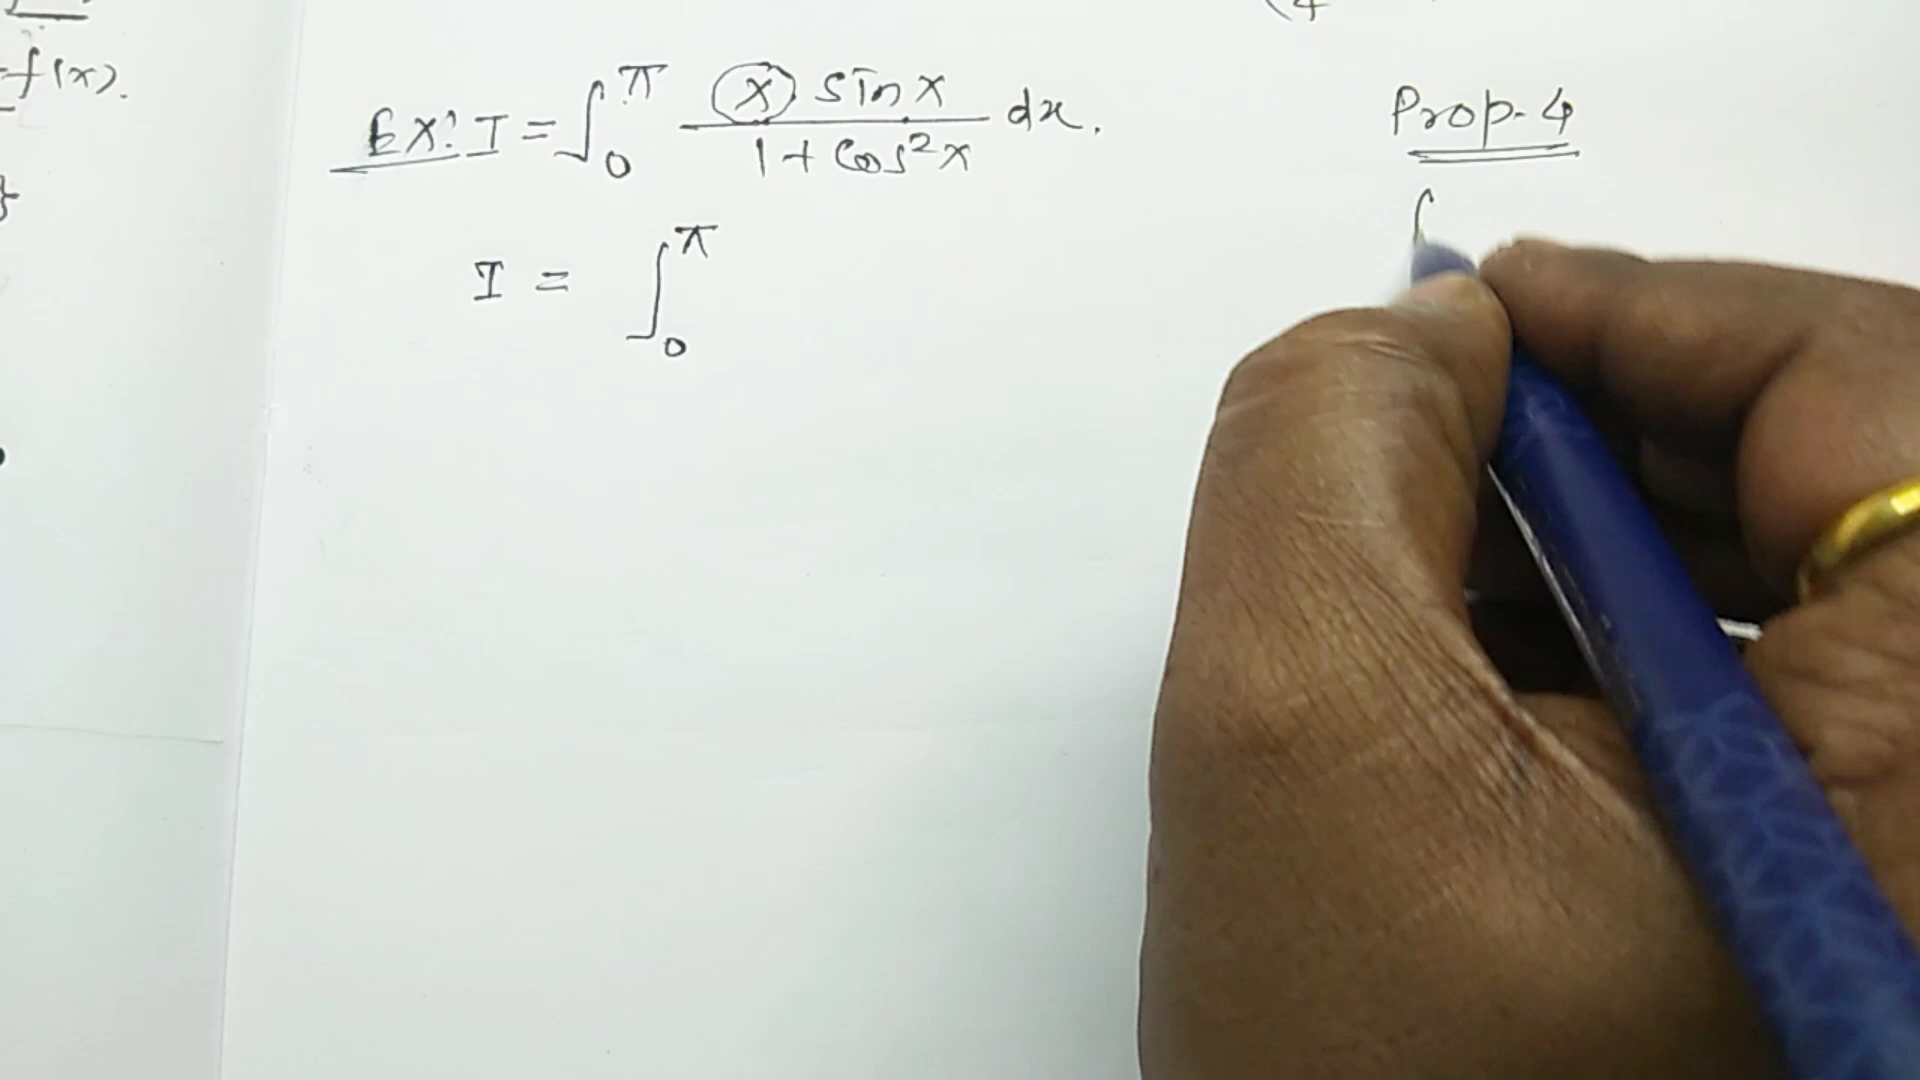 f(x).
Ex: I = ∫₀^π (x) sin x / 1 + cos²x dx.
Prop-4
I = ∫₀^π
∫